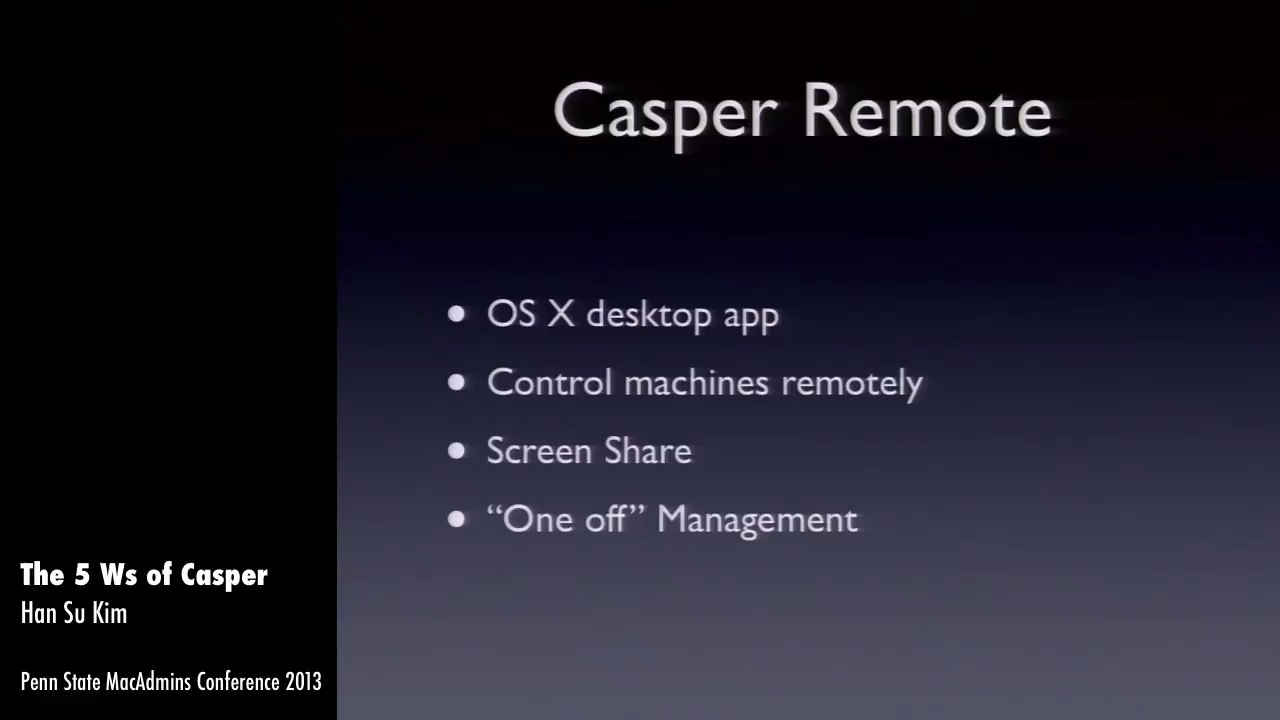 Casper Remote
• OS X desktop app
• Control machines remotely
• Screen Share
• “One off” Management
The 5 Ws of Casper
Han Su Kim
Penn State MacAdmins Conference 2013